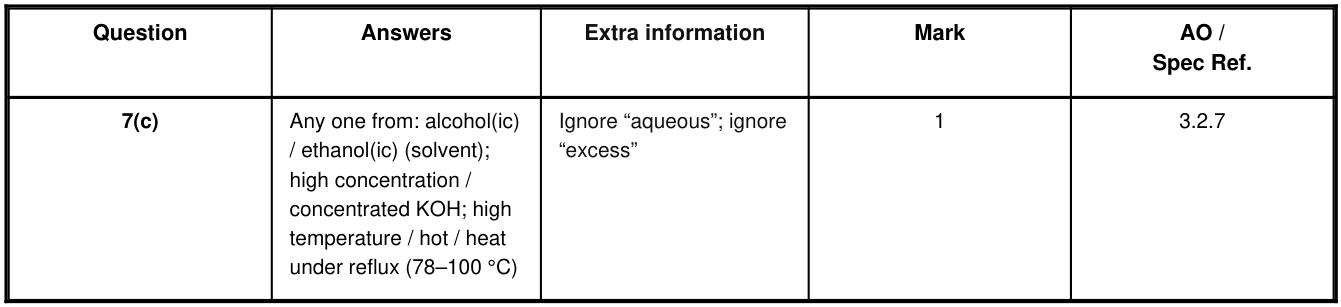 Question
Answers
Extra information
Mark
AO /
Spec Ref.
7(c)
Any one from: alcohol(ic)
/ ethanol(ic) (solvent);
high concentration /
concentrated KOH; high
temperature / hot / heat
under reflux (78–100 °C)
Ignore “aqueous”; ignore
“excess”
1
3.2.7